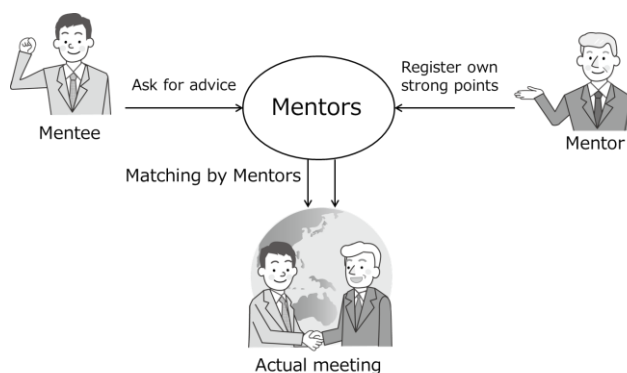 Ask for advice
Mentors
Register own
strong points
Mentee
Mentor
Matching by Mentors
Actual meeting